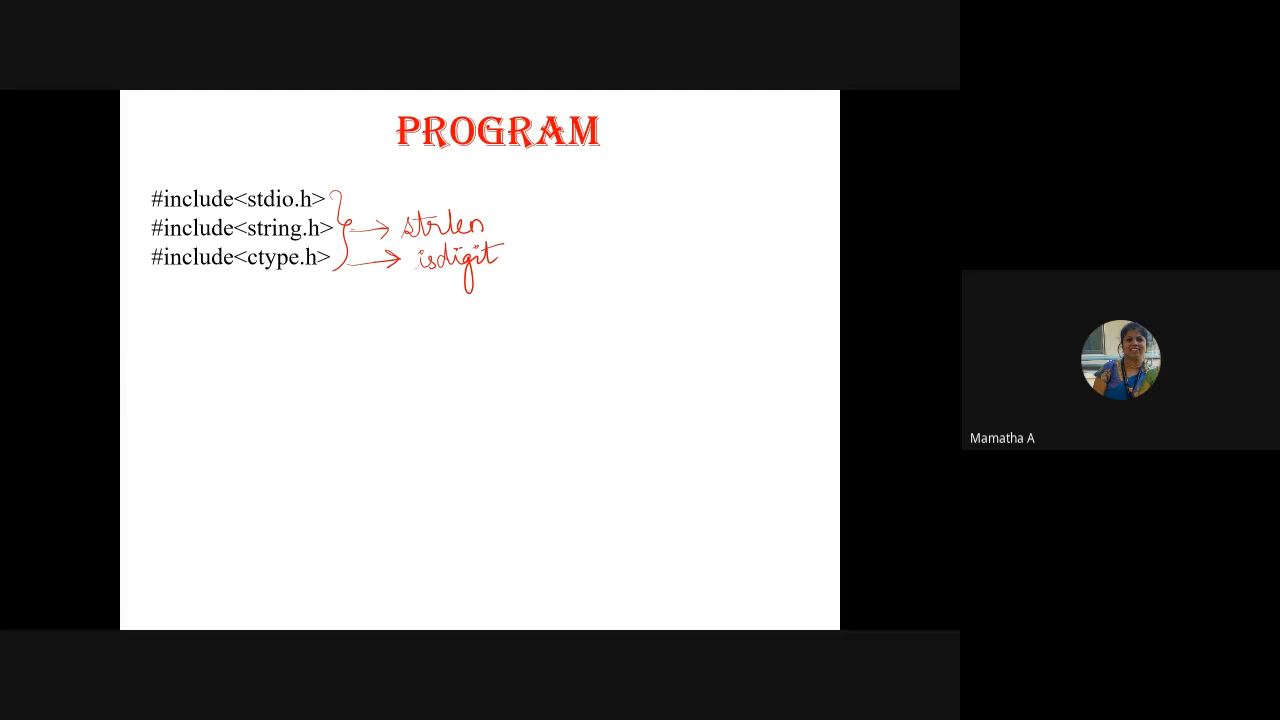 PROGRAM
#include<stdio.h>
#include<string.h> → strlen
#include<ctype.h> → isdigit
Mamatha A